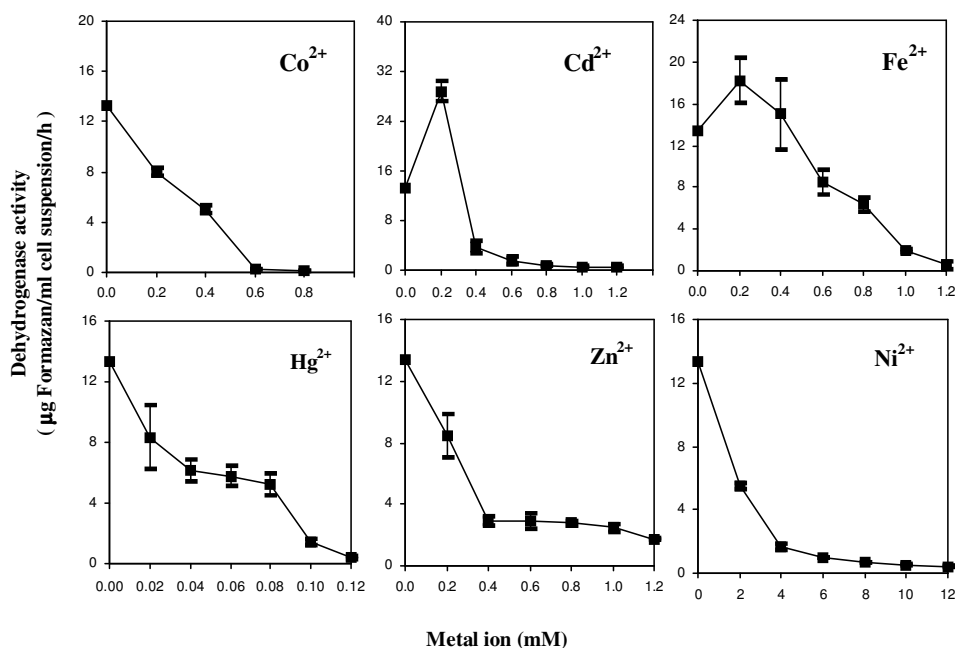 Dehydrogenase activity
( µg Formazan/ml cell suspension/h )
20
16
12
8
4
0
Co2+
0.0 0.2 0.4 0.6 0.8
40
32
24
16
8
0
Cd2+
0.0 0.2 0.4 0.6 0.8 1.0 1.2
24
20
16
12
8
4
0
Fe2+
0.0 0.2 0.4 0.6 0.8 1.0 1.2
16
12
8
4
0
Hg2+
0.00 0.02 0.04 0.06 0.08 0.10 0.12
16
12
8
4
0
Zn2+
0.0 0.2 0.4 0.6 0.8 1.0 1.2
16
12
8
4
0
Ni2+
0 2 4 6 8 10 12
Metal ion (mM)